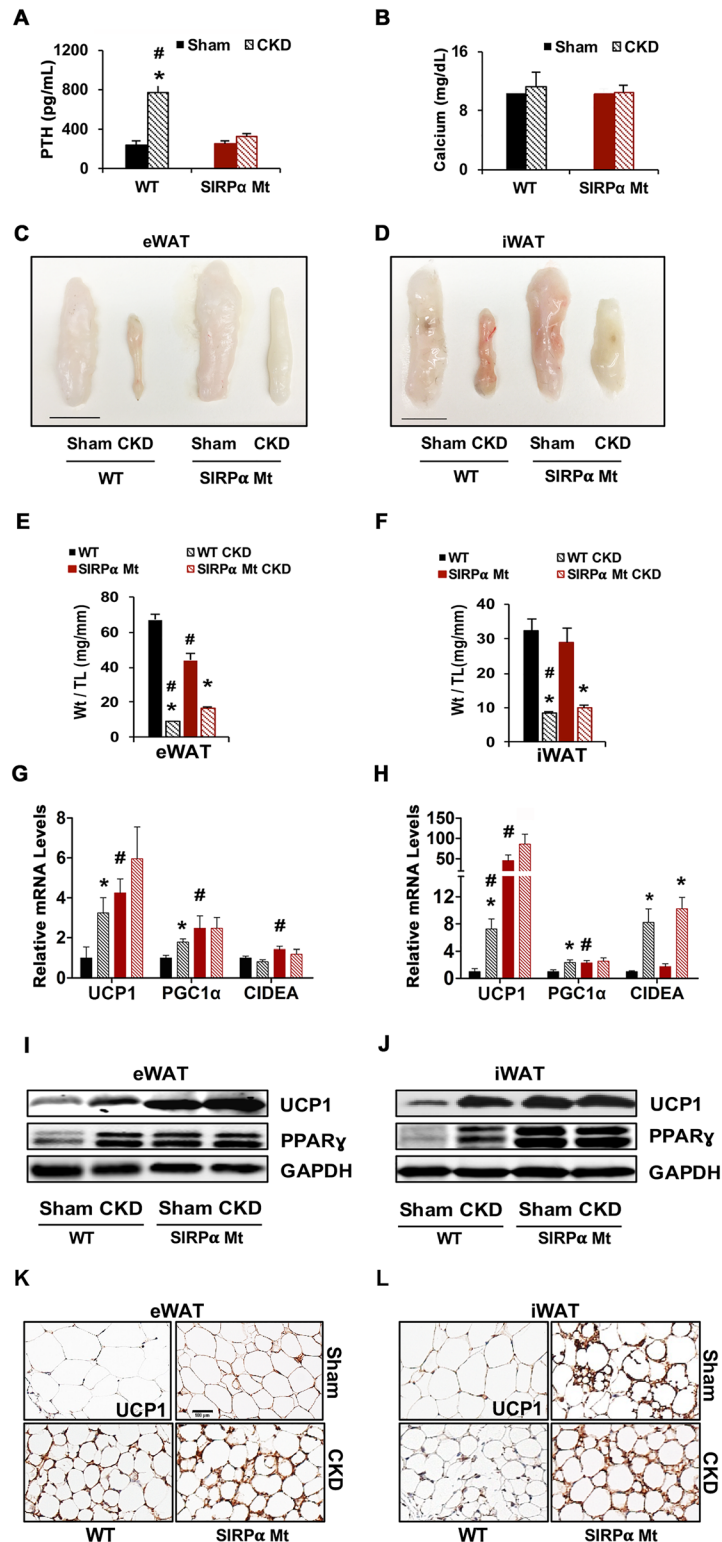 A
1200
800
400
0
PTH (pg/mL)
Sham CKD
#
*
WT SIRPα Mt
B
16
8
0
Calcium (mg/dL)
Sham CKD
WT SIRPα Mt
C
eWAT
Sham CKD Sham CKD
WT SIRPα Mt
D
iWAT
Sham CKD Sham CKD
WT SIRPα Mt
E
WT WT CKD
SIRPα Mt SIRPα Mt CKD
80
60
40
20
0
Wt / TL (mg/mm)
#
*
#
*
eWAT
F
WT WT CKD
SIRPα Mt SIRPα Mt CKD
40
30
20
10
0
Wt / TL(mg/mm)
#
*
*
iWAT
G
8
6
4
2
0
Relative mRNA Levels
*
#
*
#
#
UCP1 PGC1α CIDEA
H
150
100
50
12
8
4
0
Relative mRNA Levels
#
*
#
*
#
*
*
UCP1 PGC1α CIDEA
I
eWAT
UCP1
PPARɣ
GAPDH
Sham CKD Sham CKD
WT SIRPα Mt
J
iWAT
UCP1
PPARɣ
GAPDH
Sham CKD Sham CKD
WT SIRPα Mt
K
eWAT
UCP1
100 μm
Sham
CKD
WT SIRPα Mt
L
iWAT
UCP1
Sham
CKD
WT SIRPα Mt